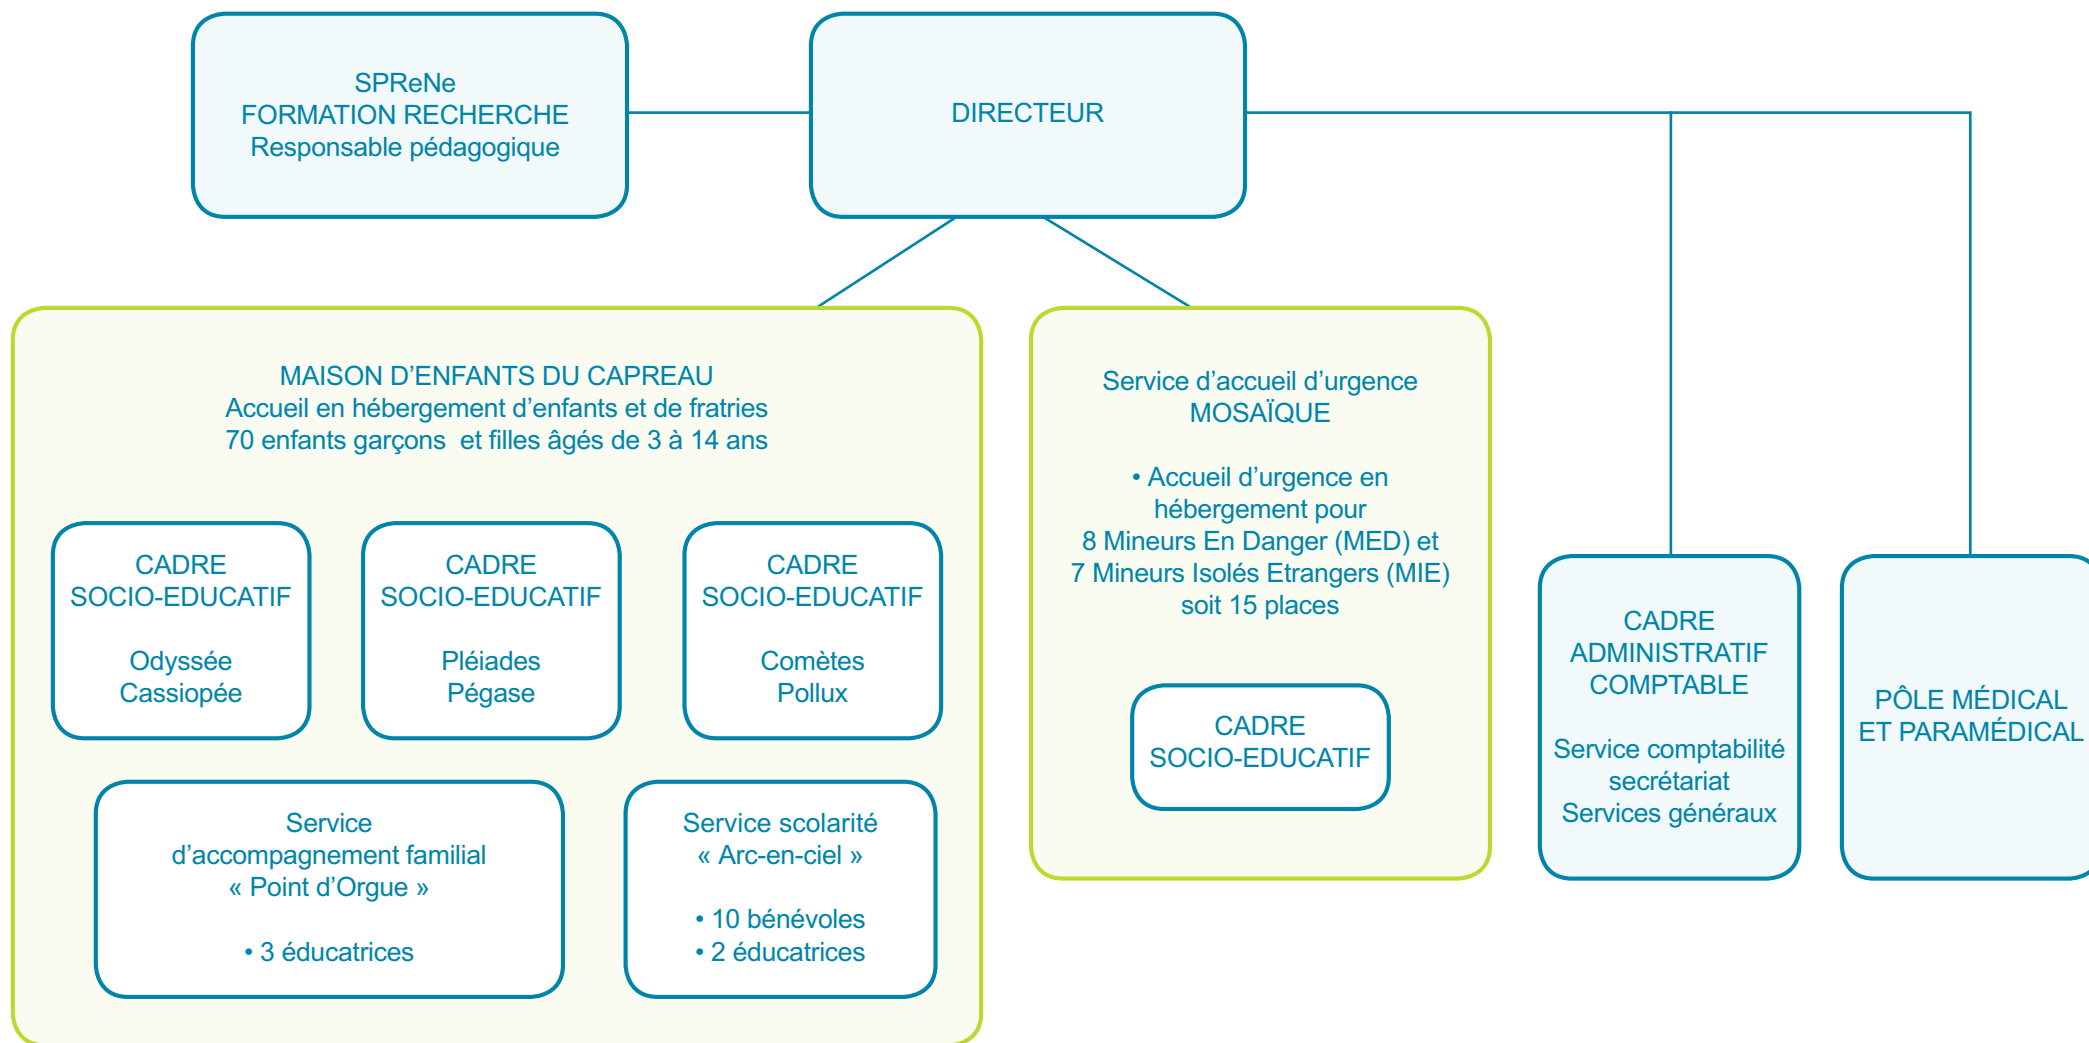 SPReNe
FORMATION RECHERCHE
Responsable pédagogique
DIRECTEUR
MAISON D’ENFANTS DU CAPREAU
Accueil en hébergement d’enfants et de fratries
70 enfants garçons  et filles âgés de 3 à 14 ans
CADRE
SOCIO-EDUCATIF
Odyssée
Cassiopée
CADRE
SOCIO-EDUCATIF
Pléiades
Pégase
CADRE
SOCIO-EDUCATIF
Comètes
Pollux
Service
d’accompagnement familial
« Point d’Orgue »
• 3 éducatrices
Service scolarité
« Arc-en-ciel »
• 10 bénévoles
• 2 éducatrices
Service d’accueil d’urgence
MOSAÏQUE
• Accueil d’urgence en
hébergement pour
8 Mineurs En Danger (MED) et
7 Mineurs Isolés Etrangers (MIE)
soit 15 places
CADRE
SOCIO-EDUCATIF
CADRE
ADMINISTRATIF
COMPTABLE
Service comptabilité
secrétariat
Services généraux
PÔLE MÉDICAL
ET PARAMÉDICAL